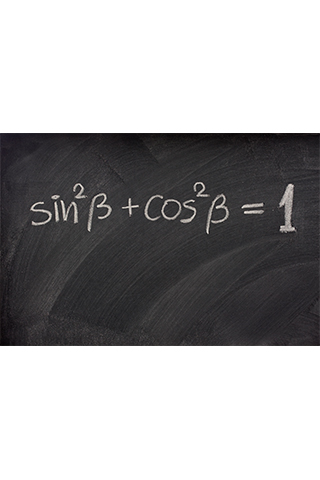 sin²β + cos²β = 1